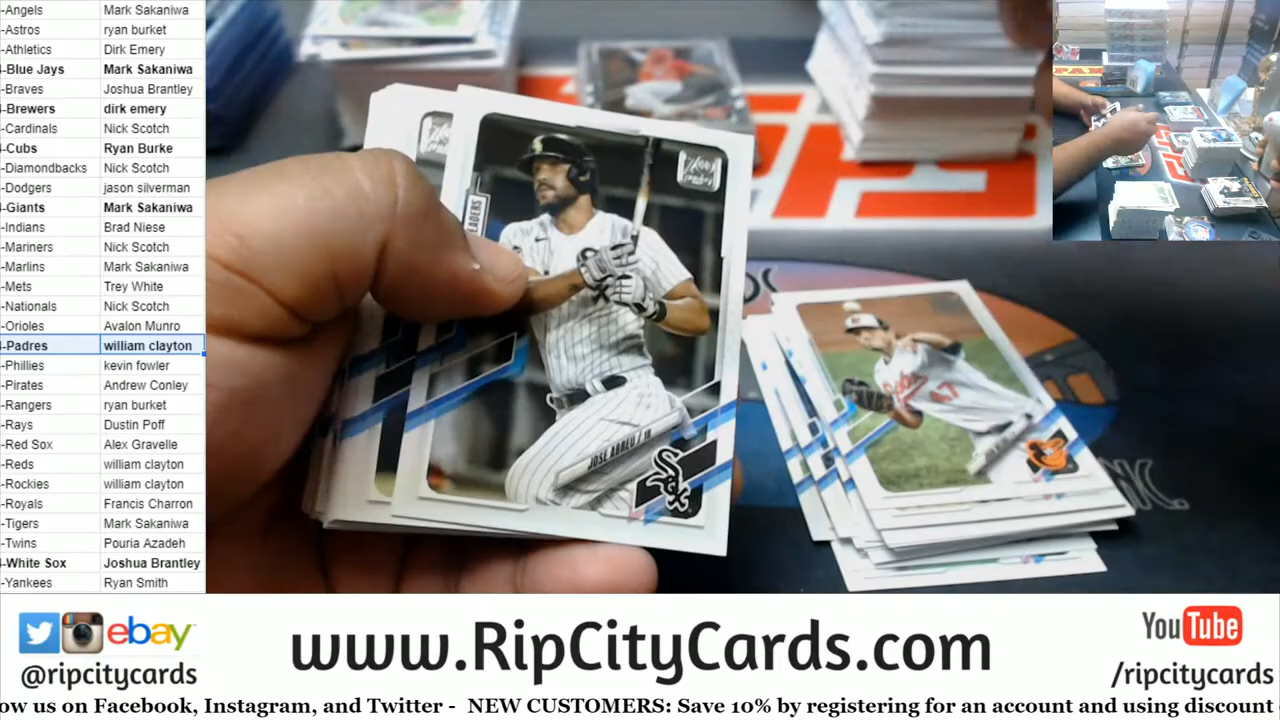 -Angels Mark Sakaniwa
-Astros ryan burket
-Athletics Dirk Emery
-Blue Jays Mark Sakaniwa
-Braves Joshua Brantley
-Brewers dirk emery
-Cardinals Nick Scotch
-Cubs Ryan Burke
-Diamondbacks Nick Scotch
-Dodgers jason silverman
-Giants Mark Sakaniwa
-Indians Brad Niese
-Mariners Nick Scotch
-Marlins Mark Sakaniwa
-Mets Trey White
-Nationals Nick Scotch
-Orioles Avalon Munro
-Padres william clayton
-Phillies kevin fowler
-Pirates Andrew Conley
-Rangers ryan burket
-Rays Dustin Poff
-Red Sox Alex Gravelle
-Reds william clayton
-Rockies william clayton
-Royals Francis Charron
-Tigers Mark Sakaniwa
-Twins Pouria Azadeh
-White Sox Joshua Brantley
-Yankees Ryan Smith
JOSE ABREU / 1B
Sox
47
ebay
@ripcitycards
www.RipCityCards.com
YouTube
/ripcitycards
ow us on Facebook, Instagram, and Twitter - NEW CUSTOMERS: Save 10% by registering for an account and using discount